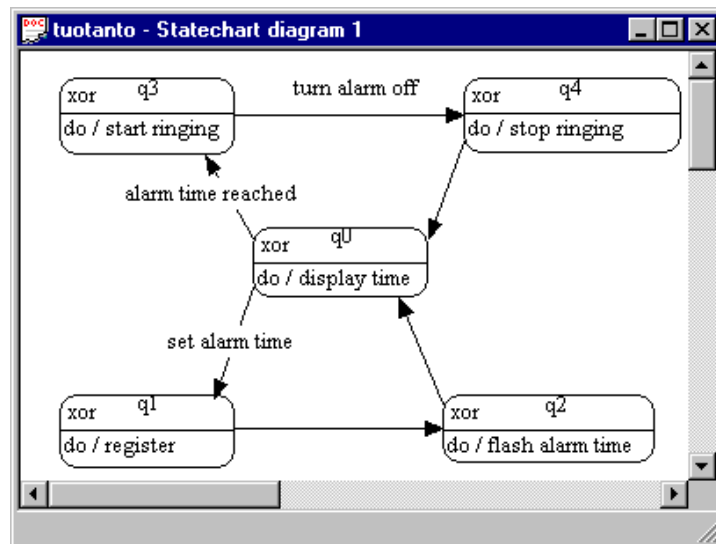 DOC
tuotanto - Statechart diagram 1
xor q3
do / start ringing
turn alarm off
xor q4
do / stop ringing
alarm time reached
xor q0
do / display time
set alarm time
xor q1
do / register
xor q2
do / flash alarm time